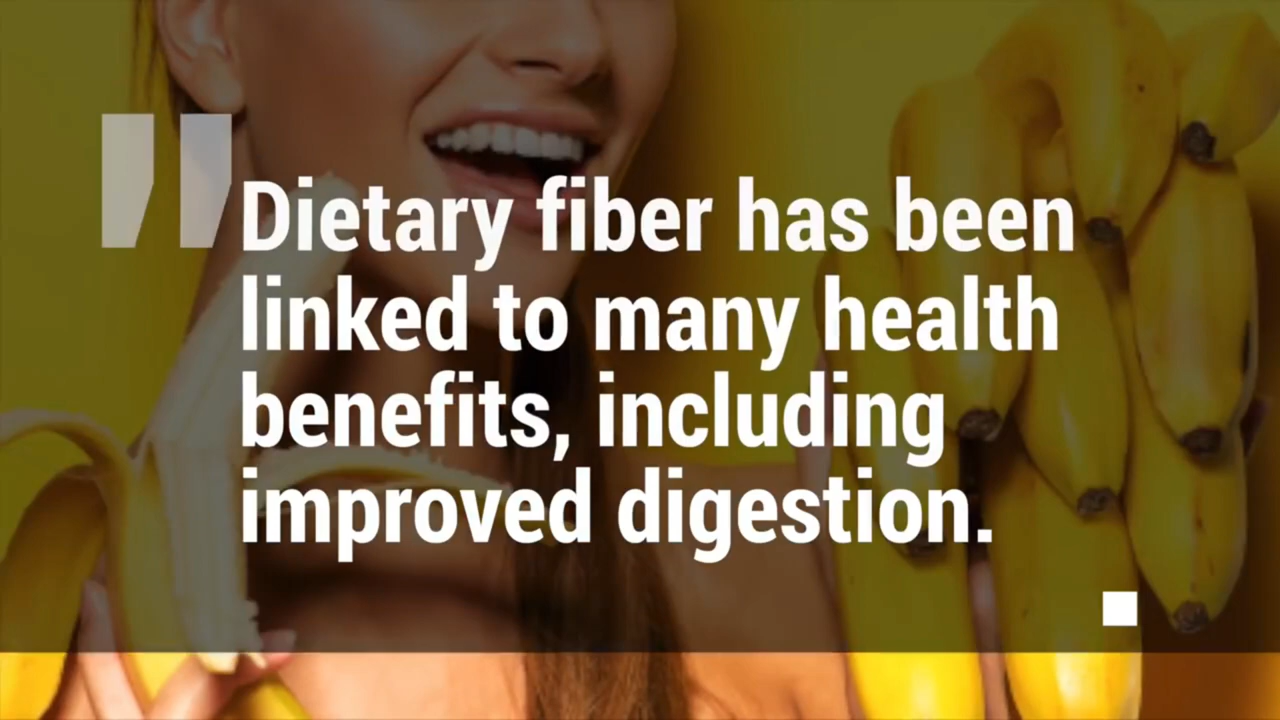 "Dietary fiber has been
linked to many health
benefits, including
improved digestion.